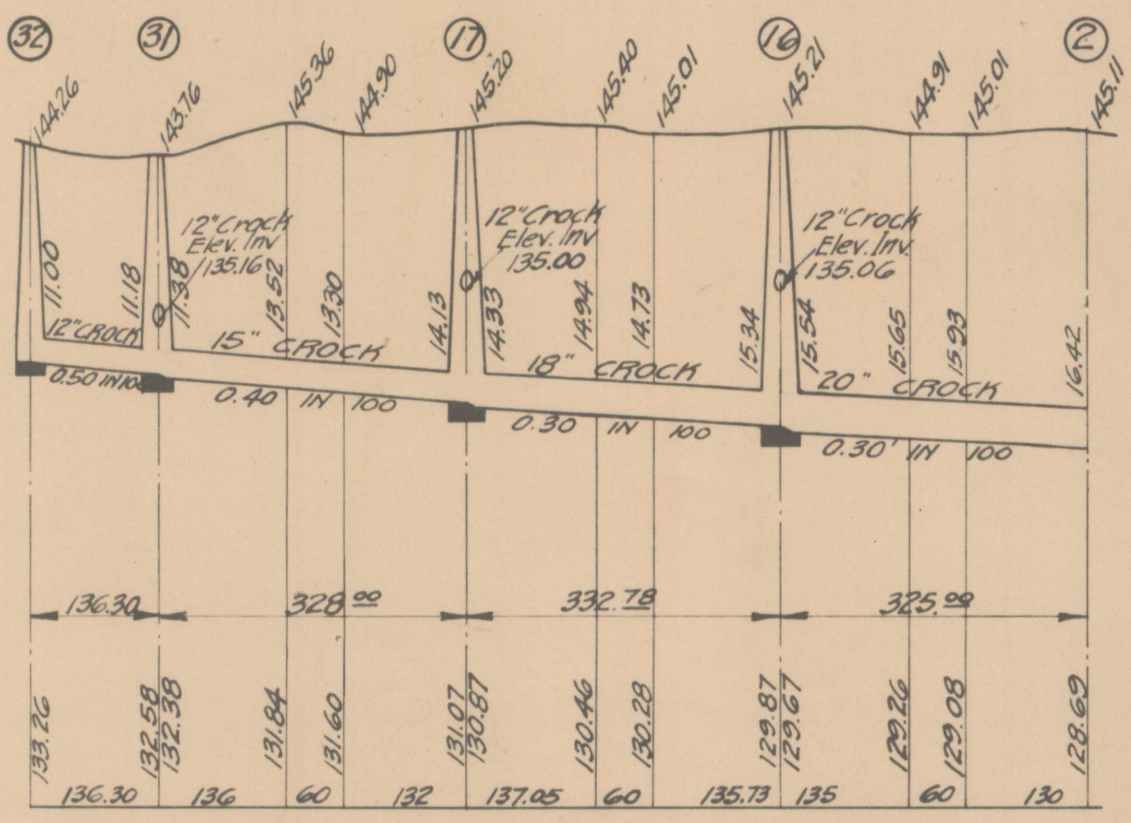 32 31 17 16 2
144.26 143.76 145.36 144.90 145.20 145.40 145.01 145.21 144.91 145.01 145.11
12" Crock
Elev. Inv
135.16
12" Crock
Elev. Inv
135.00
12" Crock
Elev. Inv.
135.06
11.00 11.18 11.38 13.52 13.30 14.13 14.33 14.94 14.73 15.34 15.54 15.65 15.93 16.42
12" CROCK
15" CROCK
18" CROCK
20" CROCK
0.50 IN 100
0.40 IN 100
0.30 IN 100
0.30' IN 100
136.30 328.00 332.78 325.00
133.26 132.58 132.38 131.84 131.60 131.07 130.87 130.46 130.28 129.87 129.67 129.26 129.08 128.69
136.30 136 60 132 137.05 60 135.73 135 60 130